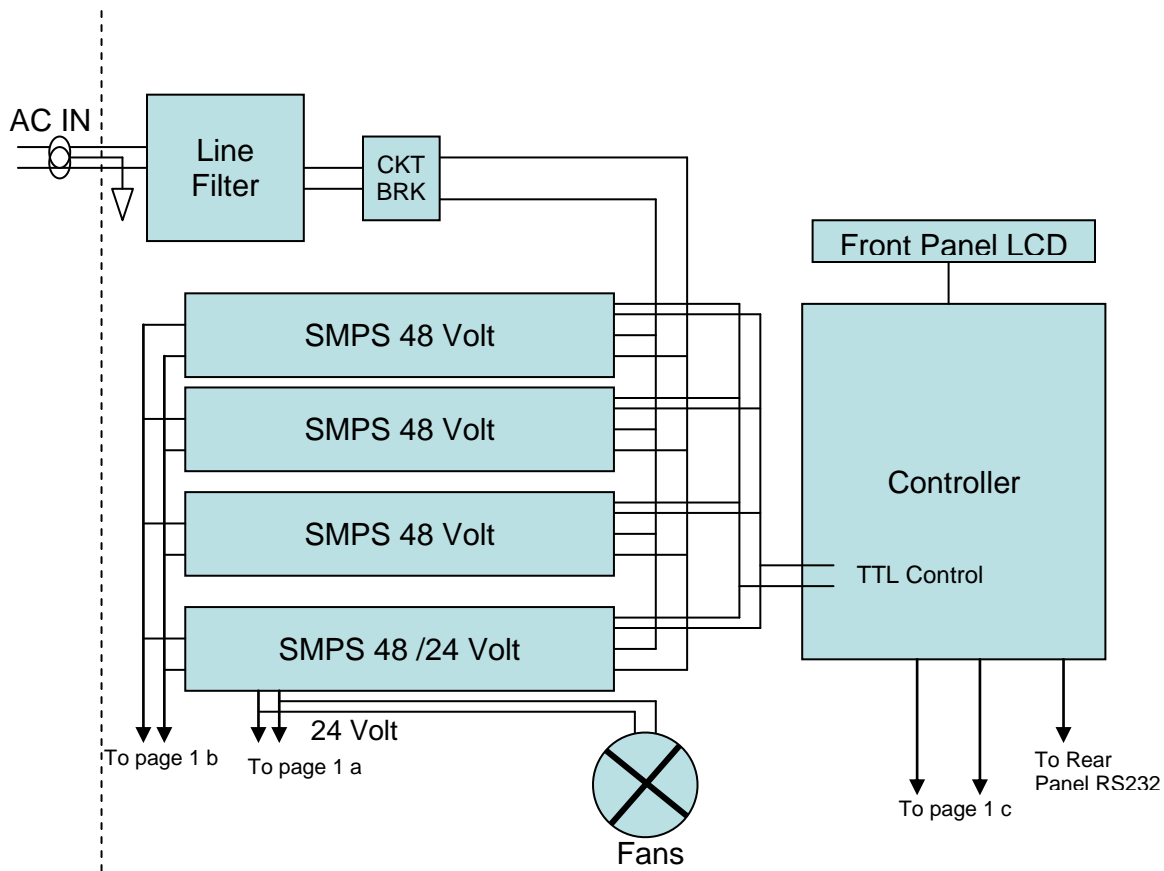 AC IN
Line
Filter
CKT
BRK
Front Panel LCD
SMPS 48 Volt
SMPS 48 Volt
SMPS 48 Volt
SMPS 48 /24 Volt
Controller
TTL Control
24 Volt
To page 1 b
To page 1 a
Fans
To page 1 c
To Rear
Panel RS232